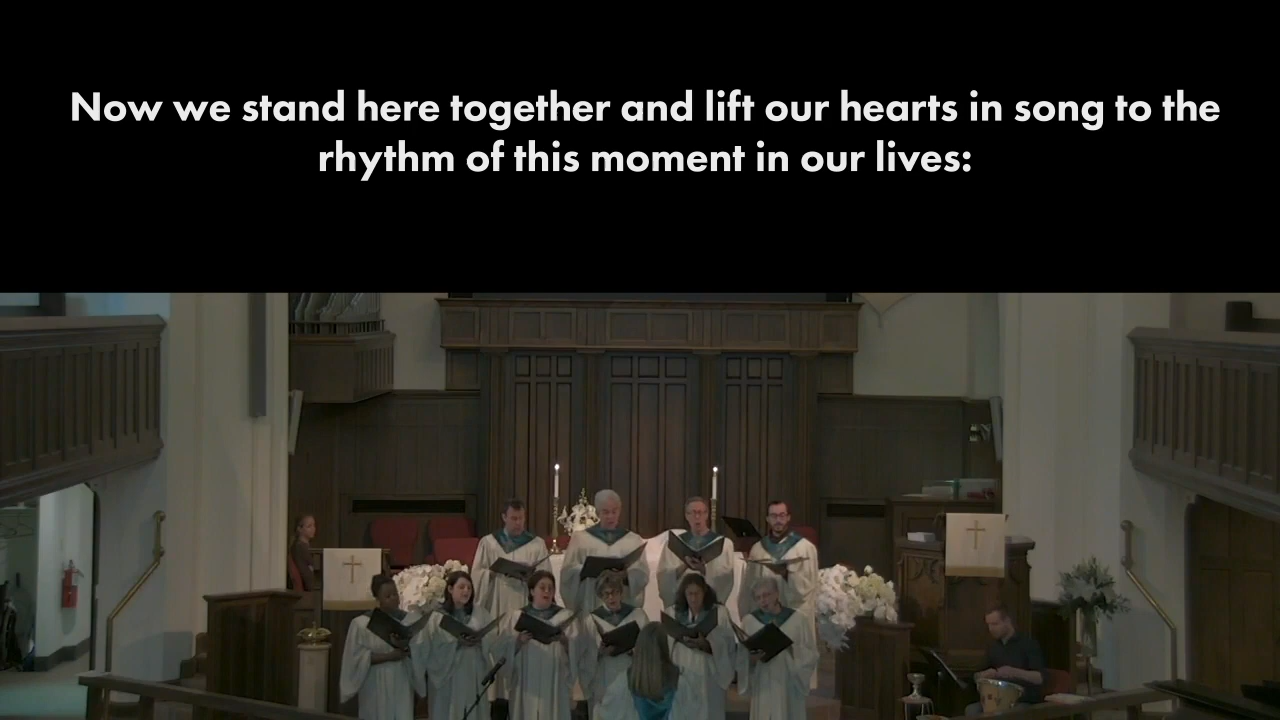 Now we stand here together and lift our hearts in song to the
rhythm of this moment in our lives: